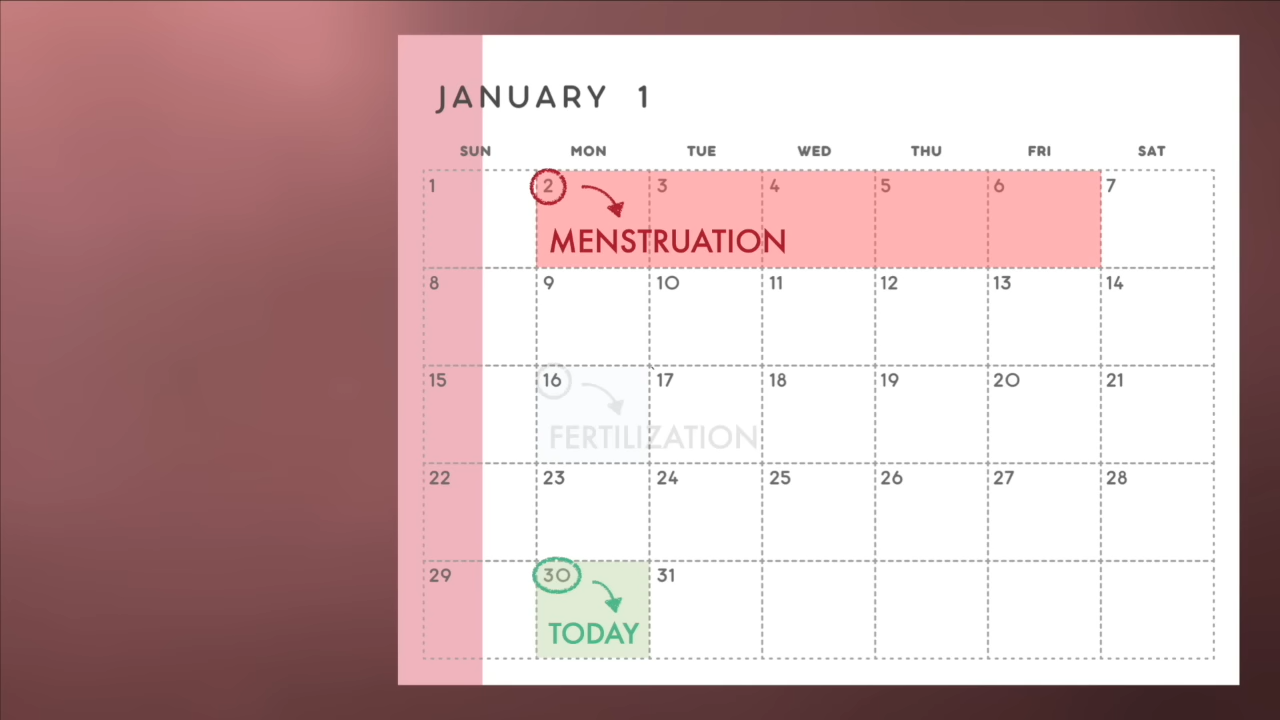 JANUARY 1
SUN MON TUE WED THU FRI SAT
1 2 3 4 5 6 7
MENSTRUATION
8 9 10 11 12 13 14
15 16 17 18 19 20 21
FERTILIZATION
22 23 24 25 26 27 28
29 30 31
TODAY